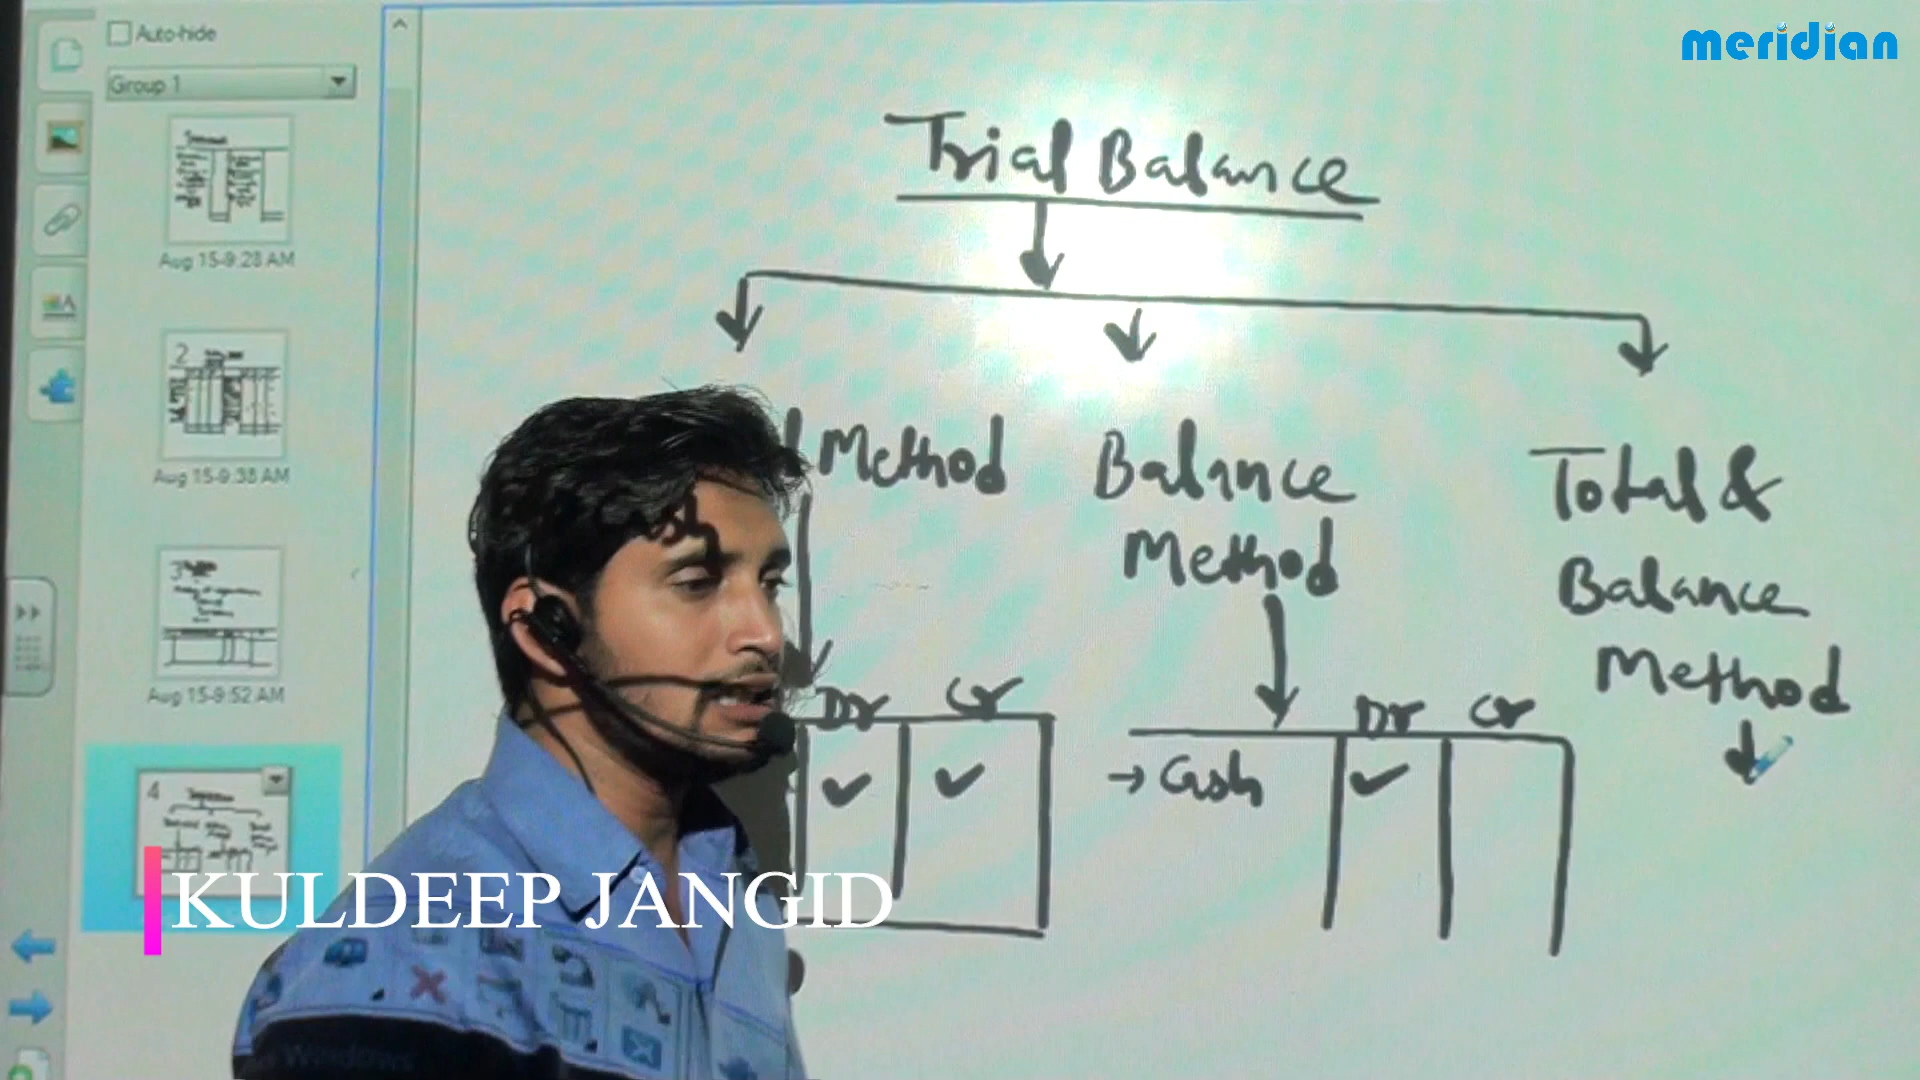 meridian
Auto-hide
Group 1
Aug 15-9:28 AM
2
Aug 15-9:38 AM
3
Aug 15-9:52 AM
4
Trial Balance
Method
Balance
Method
Total &
Balance
Method
Dr Cr
Dr Cr
→ Cash
KULDEEP JANGID
Windows